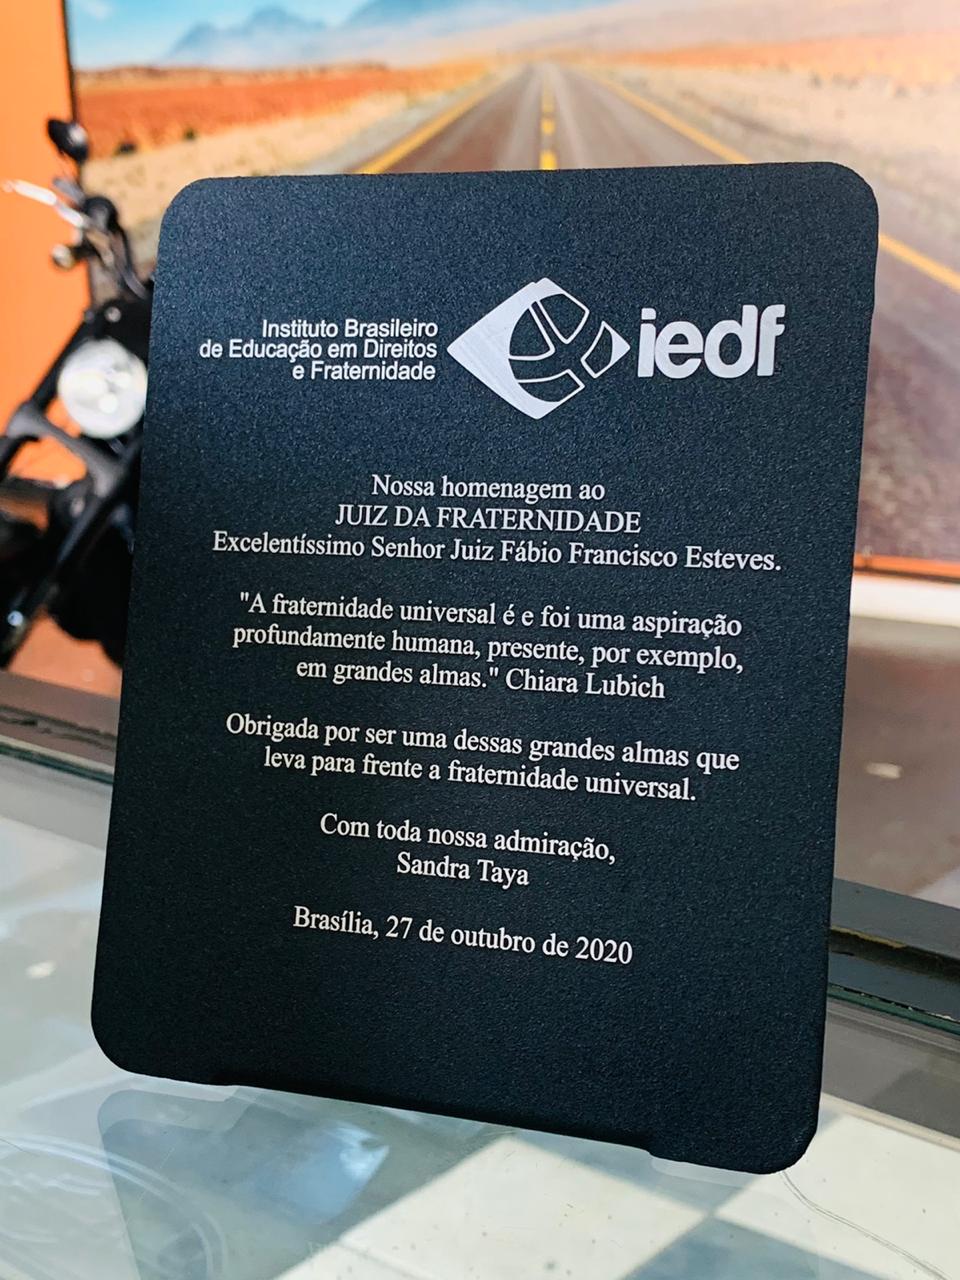 Instituto Brasileiro
de Educação em Direitos
e Fraternidade
iedf
Nossa homenagem ao
JUIZ DA FRATERNIDADE
Excelentíssimo Senhor Juiz Fábio Francisco Esteves.
"A fraternidade universal é e foi uma aspiração
profundamente humana, presente, por exemplo,
em grandes almas." Chiara Lubich
Obrigada por ser uma dessas grandes almas que
leva para frente a fraternidade universal.
Com toda nossa admiração,
Sandra Taya
Brasília, 27 de outubro de 2020